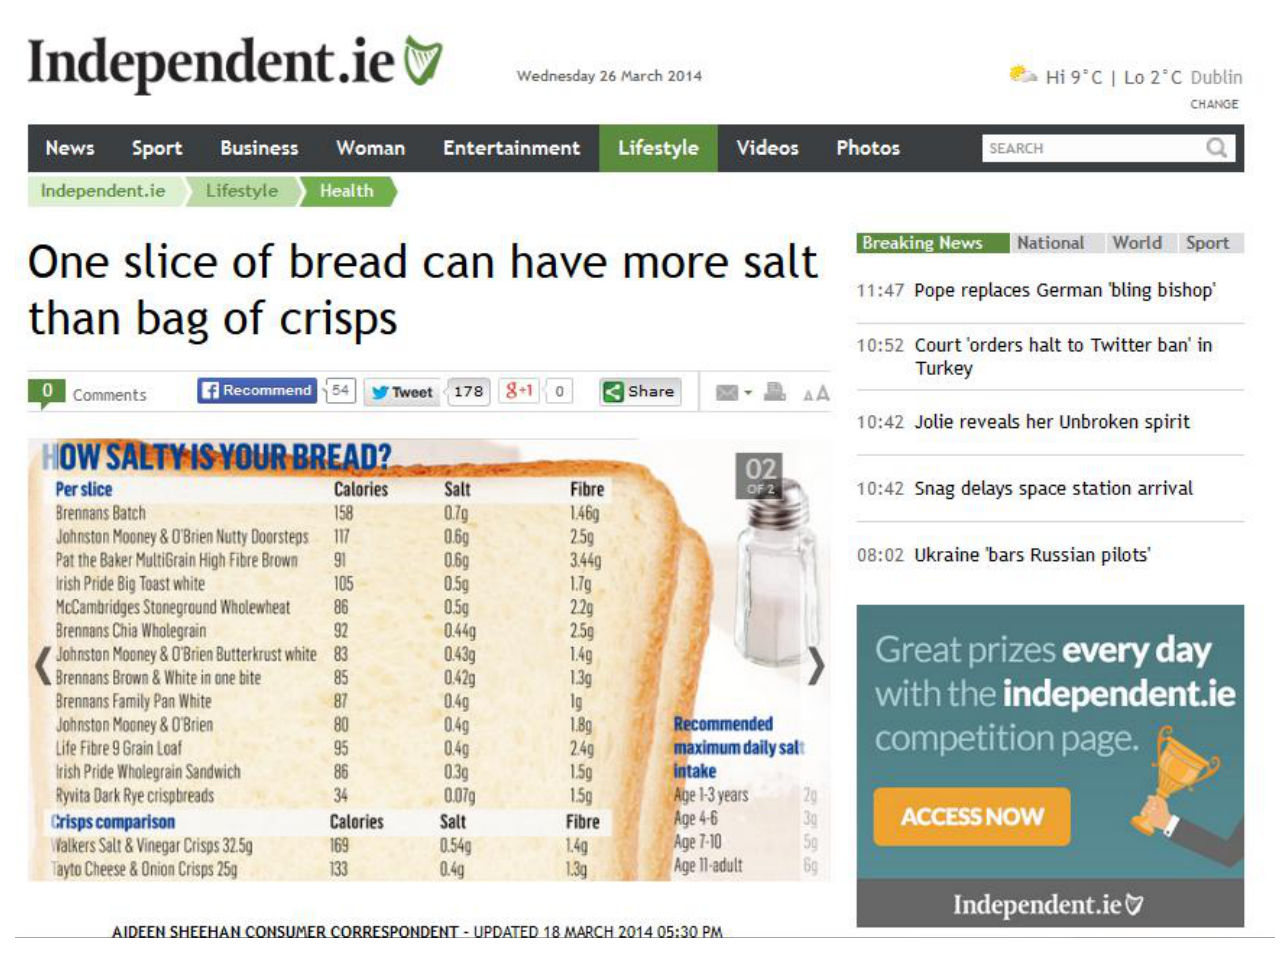 Independent.ie
Wednesday 26 March 2014
Hi 9°C | Lo 2°C Dublin
CHANGE
News Sport Business Woman Entertainment Lifestyle Videos Photos SEARCH
Independent.ie Lifestyle Health
One slice of bread can have more salt
than bag of crisps
0 Comments Recommend 54 Tweet 178 g+1 0 Share AA
HOW SALTY IS YOUR BREAD?
02
OF 2
Per slice Calories Salt Fibre
Brennans Batch 158 0.7g 1.46g
Johnston Mooney & O'Brien Nutty Doorsteps 117 0.6g 2.5g
Pat the Baker MultiGrain High Fibre Brown 91 0.6g 3.44g
Irish Pride Big Toast white 105 0.5g 1.7g
McCambridges Stoneground Wholewheat 86 0.5g 2.2g
Brennans Chia Wholegrain 92 0.44g 2.5g
Johnston Mooney & O'Brien Butterkrust white 83 0.43g 1.4g
Brennans Brown & White in one bite 85 0.42g 1.3g
Brennans Family Pan White 87 0.4g 1g
Johnston Mooney & O'Brien 80 0.4g 1.8g
Life Fibre 9 Grain Loaf 95 0.4g 2.4g
Irish Pride Wholegrain Sandwich 86 0.3g 1.5g
Ryvita Dark Rye crispbreads 34 0.07g 1.5g
Crisps comparison Calories Salt Fibre
Walkers Salt & Vinegar Crisps 32.5g 169 0.54g 1.4g
Tayto Cheese & Onion Crisps 25g 133 0.4g 1.3g
Recommended
maximum daily salt
intake
Age 1-3 years 2g
Age 4-6 3g
Age 7-10 5g
Age 11-adult 6g
AIDEEN SHEEHAN CONSUMER CORRESPONDENT - UPDATED 18 MARCH 2014 05:30 PM
Breaking News National World Sport
11:47 Pope replaces German 'bling bishop'
10:52 Court 'orders halt to Twitter ban' in
Turkey
10:42 Jolie reveals her Unbroken spirit
10:42 Snag delays space station arrival
08:02 Ukraine 'bars Russian pilots'
Great prizes every day
with the independent.ie
competition page.
ACCESS NOW
Independent.ie